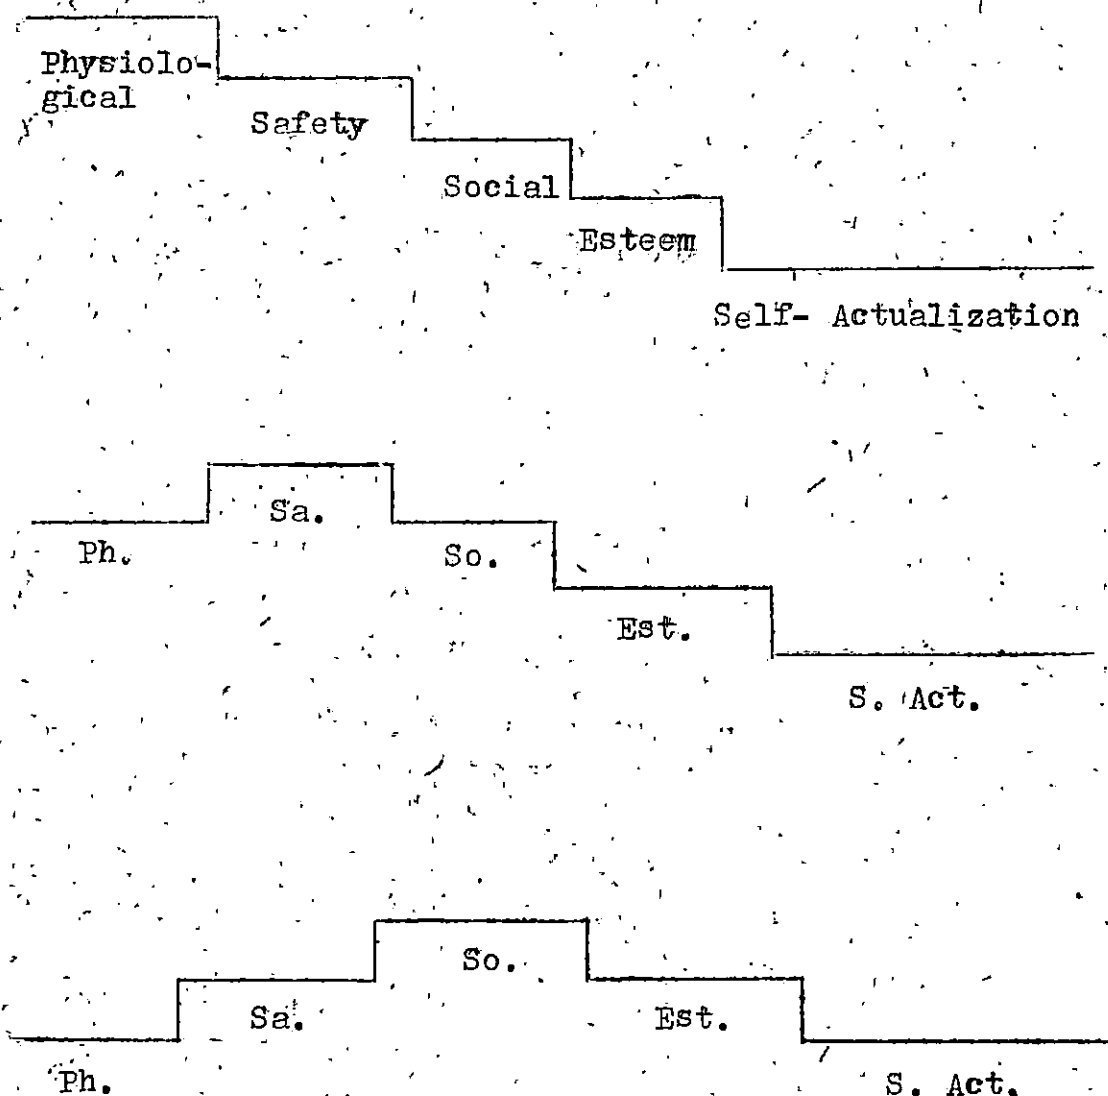 Physiolo-
gical
Safety
Social
Esteem
Self- Actualization
Sa.
Ph.
So.
Est.
S. Act.
So.
Sa.
Est.
Ph.
S. Act.